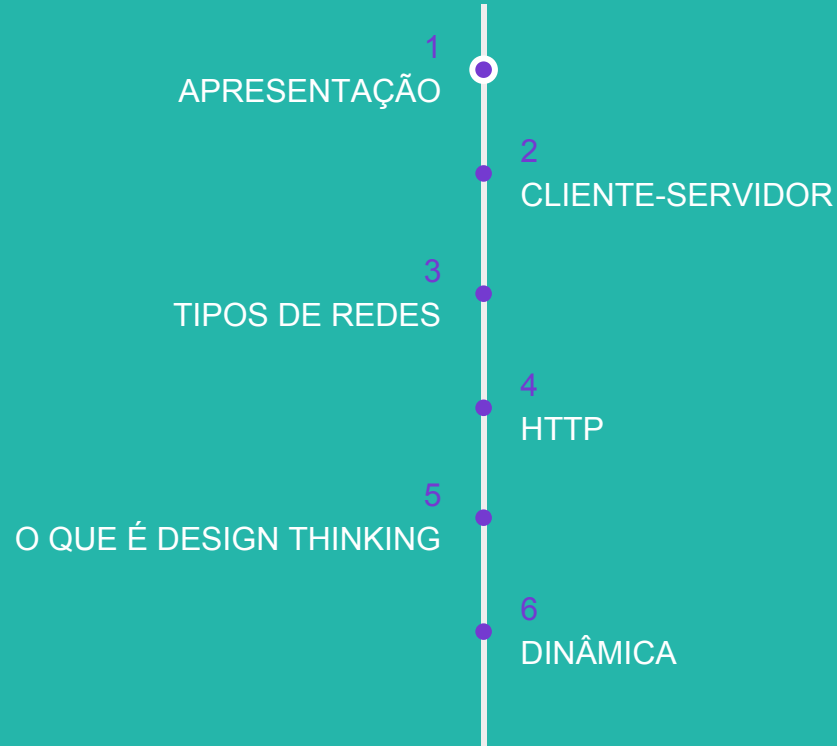 1
APRESENTAÇÃO
2
CLIENTE-SERVIDOR
3
TIPOS DE REDES
4
HTTP
5
O QUE É DESIGN THINKING
6
DINÂMICA